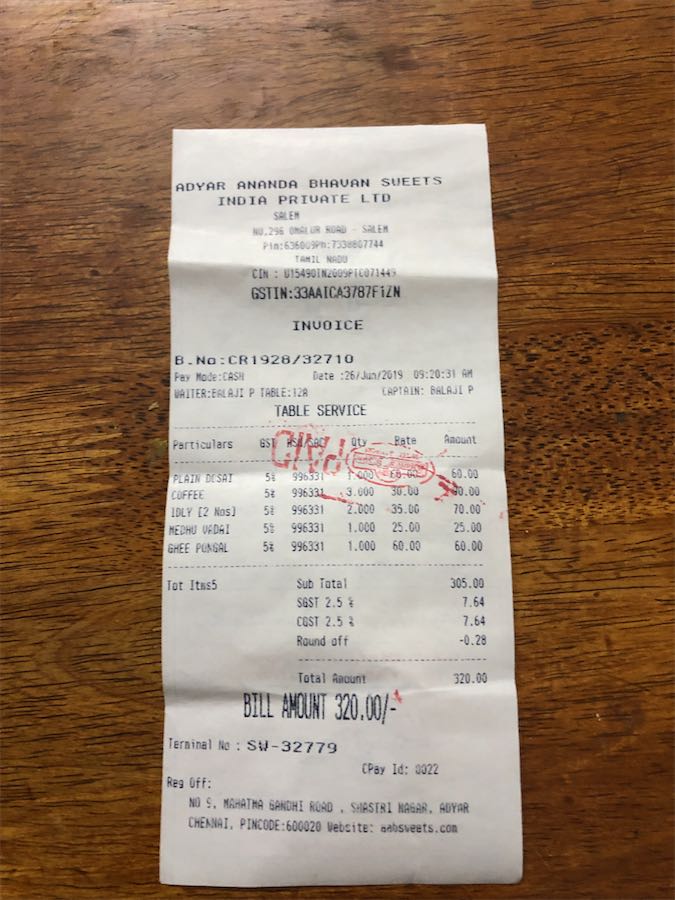 ADYAR ANANDA BHAVAN SWEETS
INDIA PRIVATE LTD
SALEM
NO.296 OMALUR ROAD - SALEM
Pin:636009Ph:7338807744
TAMIL NADU
CIN : U15490TN2009PTC071449
GSTIN:33AAICA3787F1ZN
INVOICE
B.No:CR1928/32710
Pay Mode:CASH Date :26/Jun/2019 09:20:31 AM
WAITER:BALAJI P TABLE:12A CAPTAIN: BALAJI P
TABLE SERVICE
Particulars GST HSN/SAC Qty Rate Amount
PAID
PLAIN DOSAI 5% 996331 1.000 60.00 60.00
COFFEE 5% 996331 3.000 30.00 90.00
IDLY [2 Nos] 5% 996331 2.000 35.00 70.00
MEDHU VADAI 5% 996331 1.000 25.00 25.00
GHEE PONGAL 5% 996331 1.000 60.00 60.00
Tot Itms5 Sub Total 305.00
SGST 2.5 % 7.64
CGST 2.5 % 7.64
Round off -0.28
Total Amount 320.00
BILL AMOUNT 320.00/-
Terminal No : SW-32779
CPay Id: 0022
Reg Off:
NO 9, MAHATMA GANDHI ROAD , SHASTRI NAGAR, ADYAR
CHENNAI, PINCODE:600020 Website: aabsweets.com